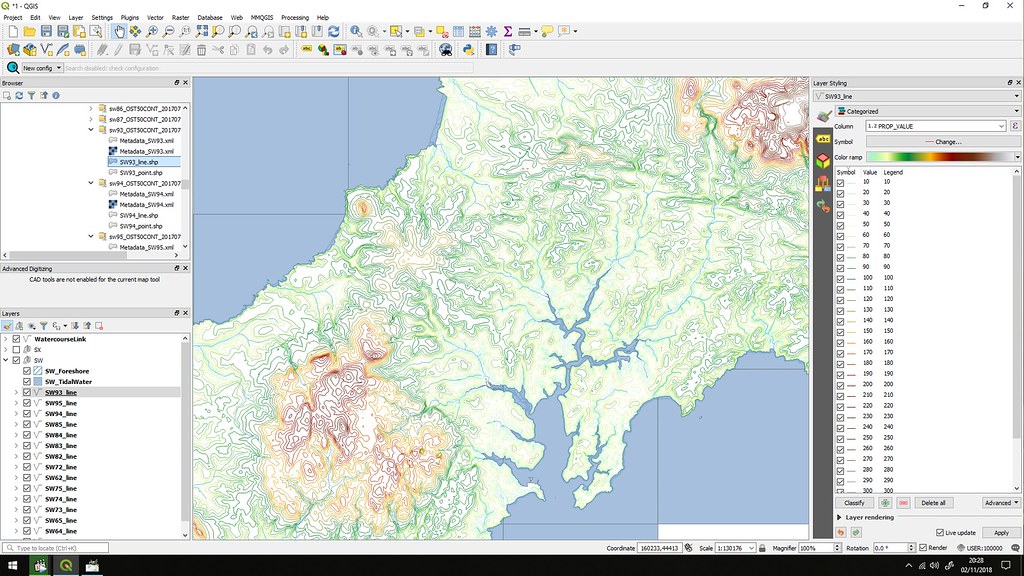 *1 - QGIS
Project Edit View Layer Settings Plugins Vector Raster Database Web MMQGIS Processing Help
New config Search disabled: check configuration
Browser
sw86_OST50CONT_201707
sw87_OST50CONT_201707
sw93_OST50CONT_201707
Metadata_SW93.xml
Metadata_SW93.xml
SW93_line.shp
SW93_point.shp
sw94_OST50CONT_201707
Metadata_SW94.xml
Metadata_SW94.xml
SW94_line.shp
SW94_point.shp
sw95_OST50CONT_201707
Metadata_SW95.xml
Advanced Digitizing
CAD tools are not enabled for the current map tool
Layers
WatercourseLink
SX
SW
SW_Foreshore
SW_TidalWater
SW93_line
SW95_line
SW94_line
SW85_line
SW84_line
SW83_line
SW82_line
SW72_line
SW62_line
SW75_line
SW74_line
SW73_line
SW65_line
SW64_line
Layer Styling
SW93_line
Categorized
Column 1.2 PROP_VALUE
Symbol Change...
Color ramp
Symbol Value Legend
10 10
20 20
30 30
40 40
50 50
60 60
70 70
80 80
90 90
100 100
110 110
120 120
130 130
140 140
150 150
160 160
170 170
180 180
190 190
200 200
210 210
220 220
230 230
240 240
250 250
260 260
270 270
280 280
290 290
300 300
Classify Delete all Advanced
Layer rendering
Live update Apply
Type to locate (Ctrl+K) Coordinate 160233,44413 Scale 1:130176 Magnifier 100% Rotation 0.0 ° Render USER:100000
20:28
02/11/2018